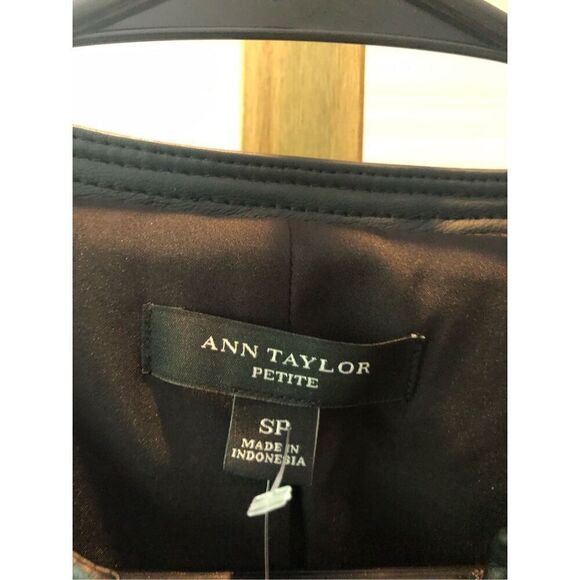 ANN TAYLOR
PETITE
SP
MADE IN
INDONESIA